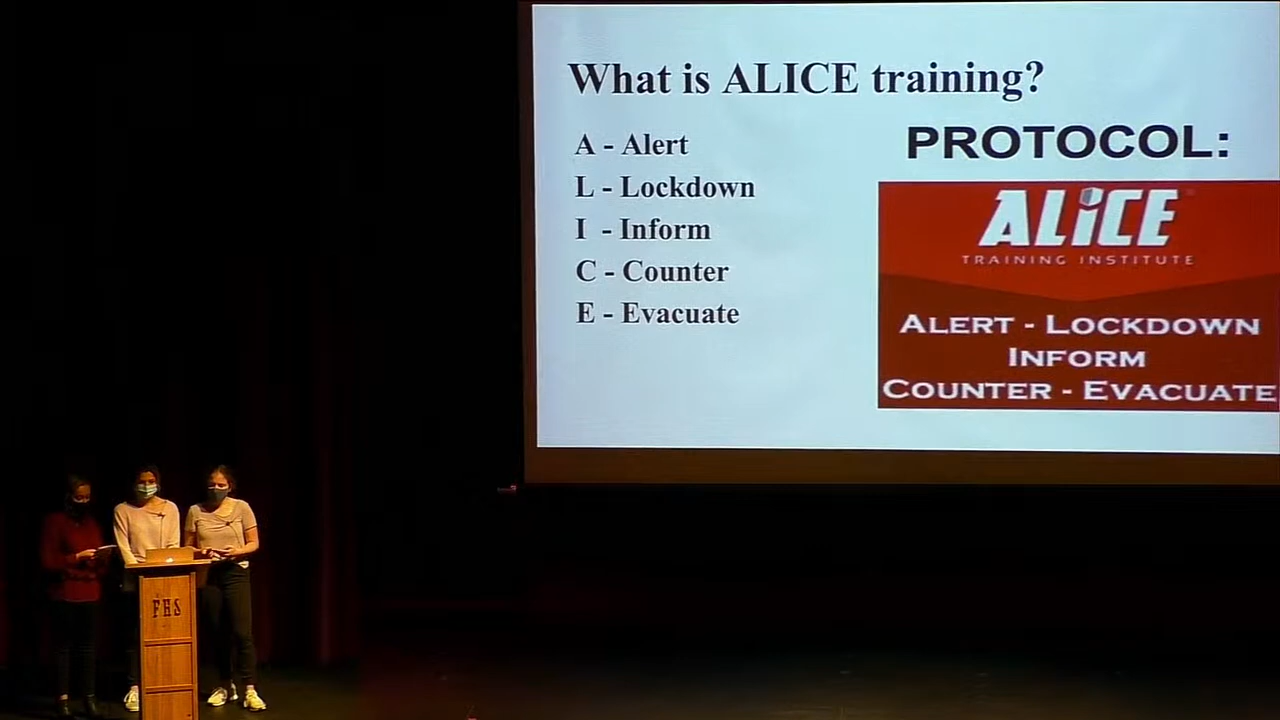 What is ALICE training?
A - Alert
L - Lockdown
I - Inform
C - Counter
E - Evacuate
PROTOCOL:
ALiCE
TRAINING INSTITUTE
ALERT - LOCKDOWN
INFORM
COUNTER - EVACUATE
FHS